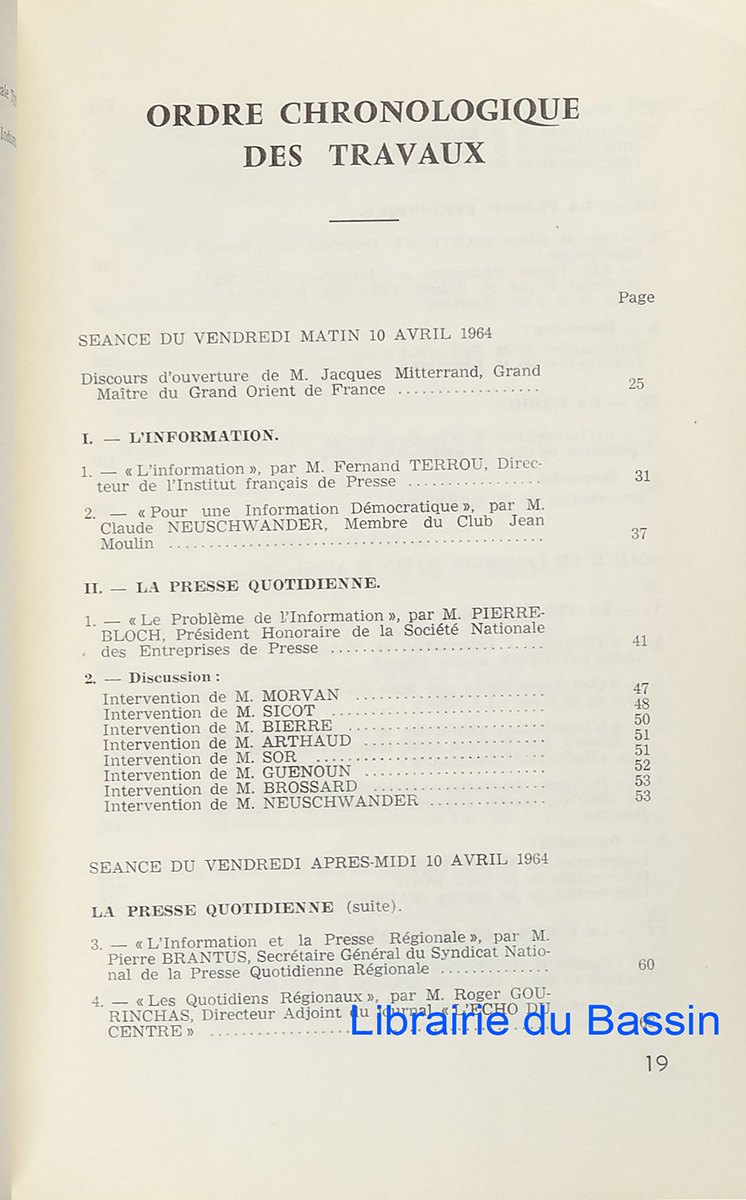 ORDRE CHRONOLOGIQUE
DES TRAVAUX
Page
SEANCE DU VENDREDI MATIN 10 AVRIL 1964
Discours d'ouverture de M. Jacques Mitterrand, Grand
Maître du Grand Orient de France .................. 25
I. — L'INFORMATION.
1. — « L'information », par M. Fernand TERROU, Direc-
teur de l'Institut français de Presse ................. 31
2. — « Pour une Information Démocratique », par M.
Claude NEUSCHWANDER, Membre du Club Jean
Moulin ................................................ 37
II. — LA PRESSE QUOTIDIENNE.
1. — « Le Problème de l'Information », par M. PIERRE-
BLOCH, Président Honoraire de la Société Nationale
des Entreprises de Presse ........................... 41
2. — Discussion :
Intervention de M. MORVAN ........................ 47
Intervention de M. SICOT ........................... 48
Intervention de M. BIERRE ......................... 50
Intervention de M. ARTHAUD ....................... 51
Intervention de M. SOR ............................. 51
Intervention de M. GUENOUN ....................... 52
Intervention de M. BROSSARD ...................... 53
Intervention de M. NEUSCHWANDER ............... 53
SEANCE DU VENDREDI APRES-MIDI 10 AVRIL 1964
LA PRESSE QUOTIDIENNE (suite).
3. — « L'Information et la Presse Régionale », par M.
Pierre BRANTUS, Secrétaire Général du Syndicat Natio-
nal de la Presse Quotidienne Régionale .............. 60
4. — « Les Quotidiens Régionaux », par M. Roger GOU-
RINCHAS, Directeur Adjoint du journal « L'ECHO DU
CENTRE » ...........................................
Librairie du Bassin
19